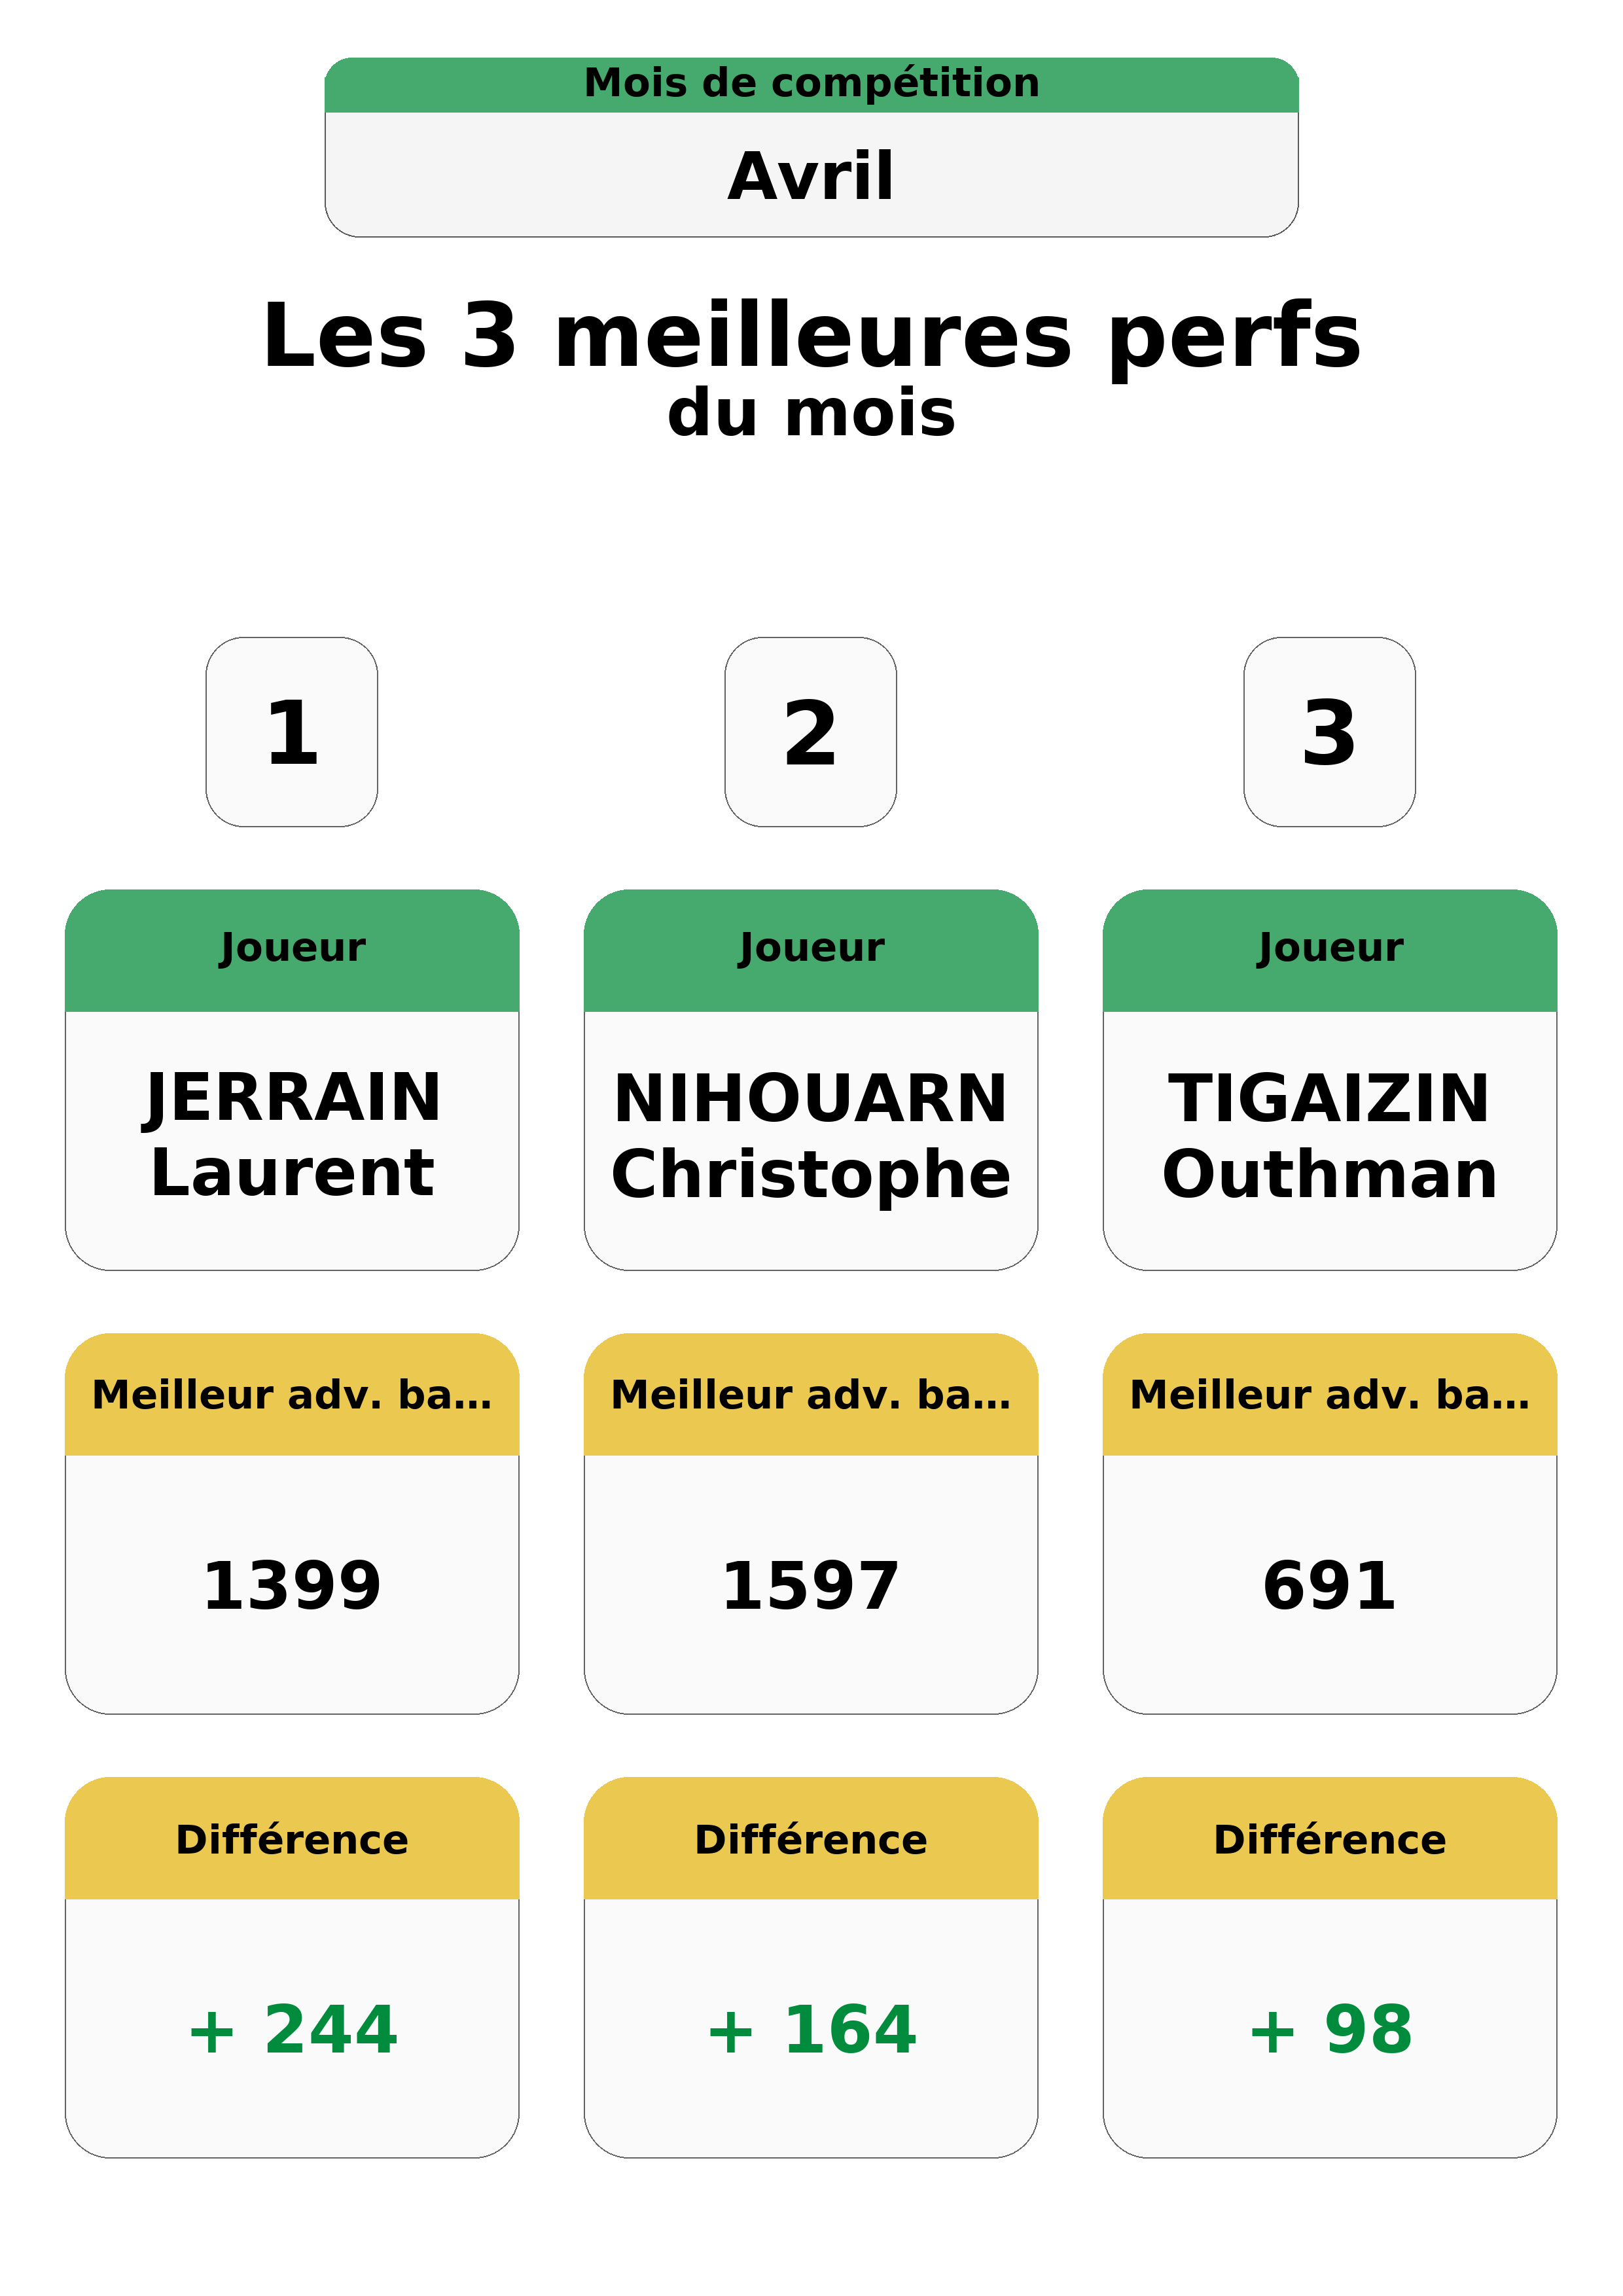 Mois de compétition
Avril
Les 3 meilleures perfs
du mois
1
2
3
Joueur
Joueur
Joueur
JERRAIN
Laurent
NIHOUARN
Christophe
TIGAIZIN
Outhman
Meilleur adv. ba...
Meilleur adv. ba...
Meilleur adv. ba...
1399
1597
691
Différence
Différence
Différence
+ 244
+ 164
+ 98